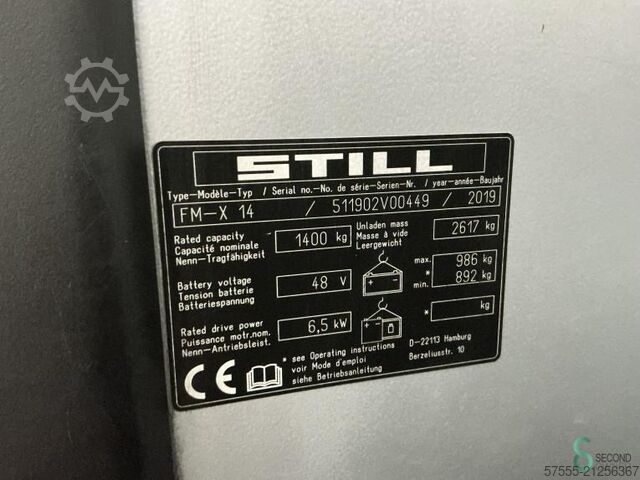 STILL
Type-Modèle-Typ / Serial no.-No. de série-Serien-Nr. / year-année-Baujahr
FM-X 14 / 511902V00449 / 2019
Rated capacity
Capacité nominale
Nenn-Tragfähigkeit
1400 kg
Unladen mass
Masse à vide
Leergewicht
2617 kg
Battery voltage
Tension batterie
Batteriespannung
48 V
max. 986 kg
*
min. 892 kg
Rated drive power
Puissance motr.nom.
Nenn-Antriebsleist.
6,5 kW
* kg
* see Operating instructions
voir Mode d'emploi
siehe Betriebsanleitung
D-22113 Hamburg
Berzeliusstr. 10
CE
S SECOND
57555-21256367